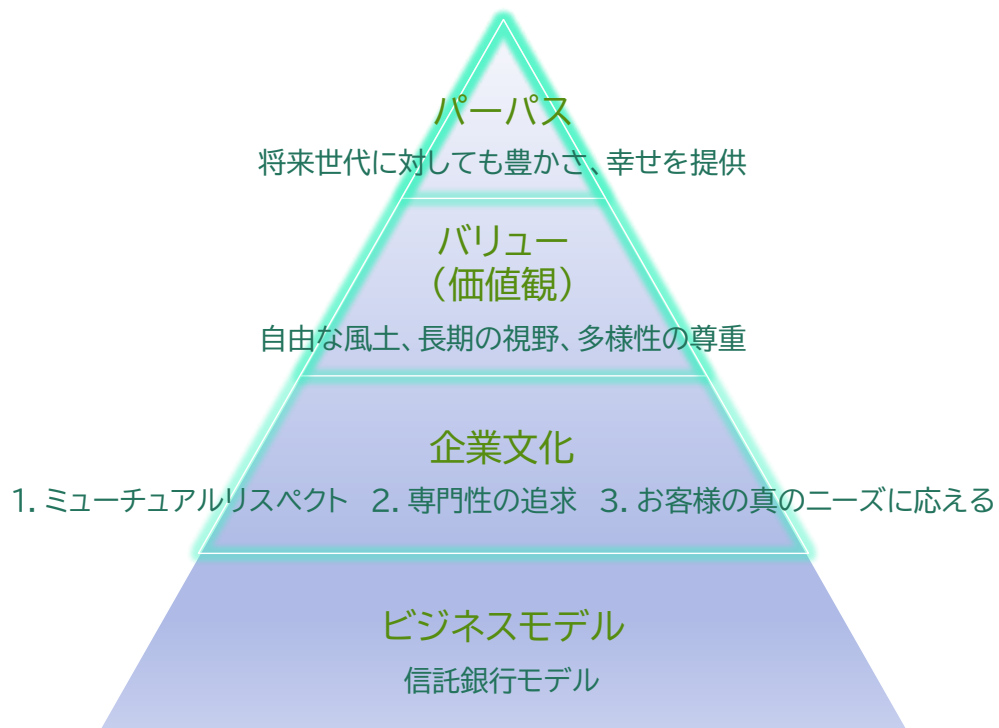 パーパス
将来世代に対しても豊かさ、幸せを提供
バリュー
（価値観）
自由な風土、長期の視野、多様性の尊重
企業文化
1. ミューチュアルリスペクト　2. 専門性の追求　3. お客様の真のニーズに応える
ビジネスモデル
信託銀行モデル